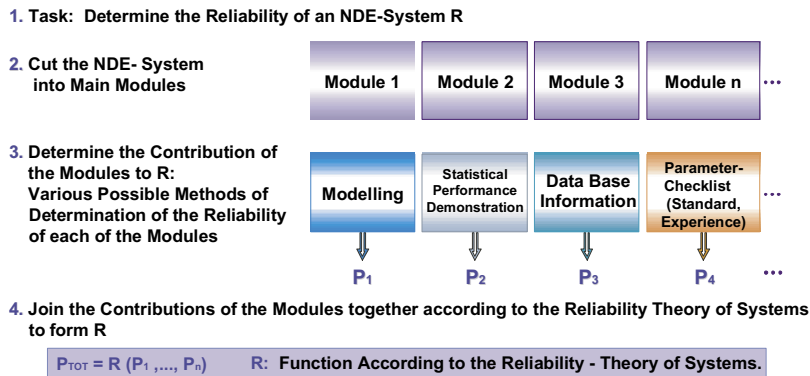 1. Task: Determine the Reliability of an NDE-System R
2. Cut the NDE- System
into Main Modules
Module 1
Module 2
Module 3
Module n
...
3. Determine the Contribution of
the Modules to R:
Various Possible Methods of
Determination of the Reliability
of each of the Modules
Modelling
Statistical
Performance
Demonstration
Data Base
Information
Parameter-
Checklist
(Standard,
Experience)
...
P1
P2
P3
P4
...
4. Join the Contributions of the Modules together according to the Reliability Theory of Systems
to form R
PTOT = R (P1 ,..., Pn) R: Function According to the Reliability - Theory of Systems.